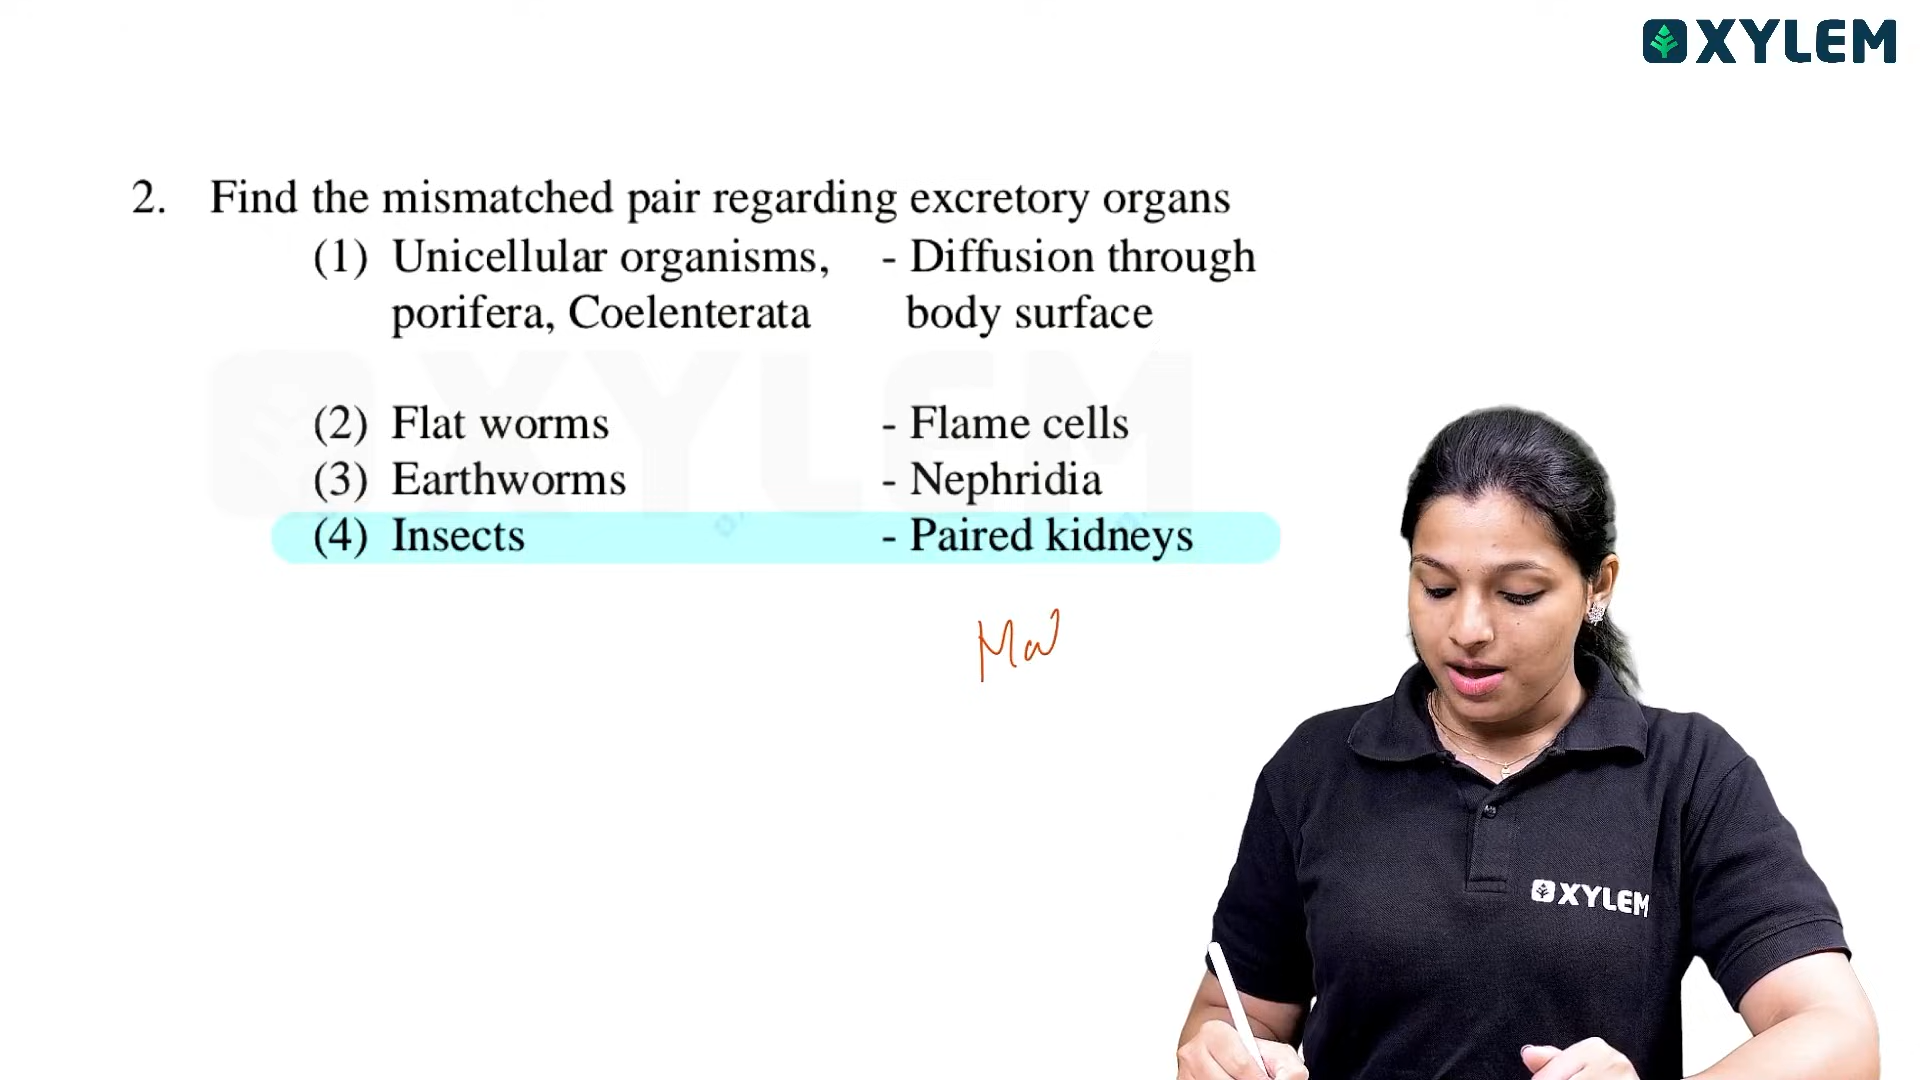 XYLEM
2. Find the mismatched pair regarding excretory organs
(1) Unicellular organisms, - Diffusion through
porifera, Coelenterata body surface
(2) Flat worms - Flame cells
(3) Earthworms - Nephridia
(4) Insects - Paired kidneys
Mal
XYLEM